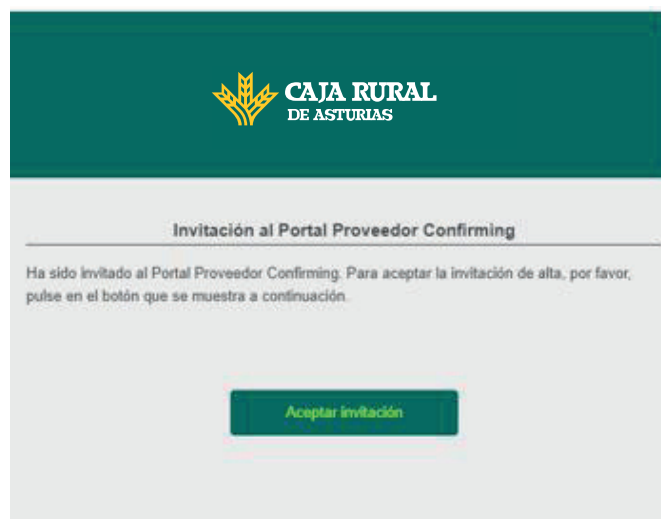 CAJA RURAL
DE ASTURIAS
Invitación al Portal Proveedor Confirming
Ha sido invitado al Portal Proveedor Confirming. Para aceptar la invitación de alta, por favor,
pulse en el botón que se muestra a continuación.
Aceptar invitación